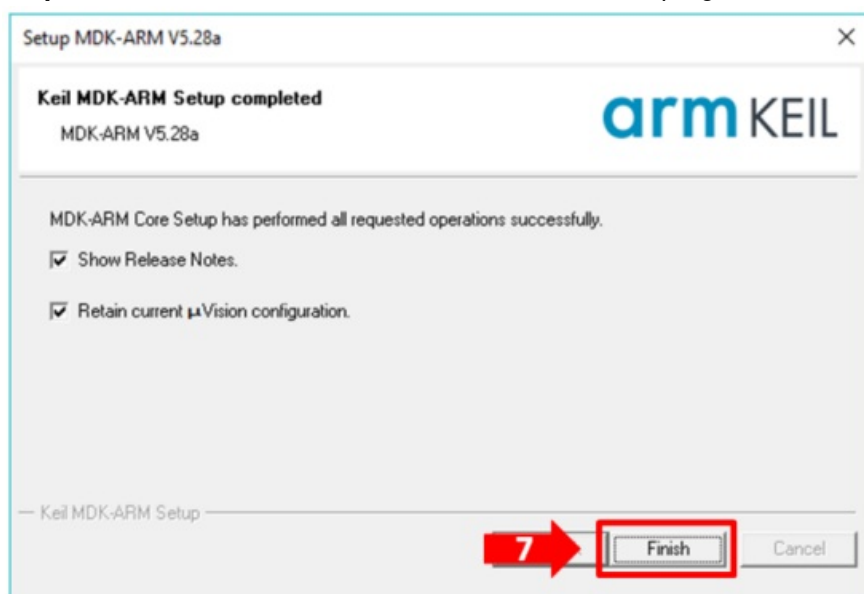 Setup MDK-ARM V5.28a
Keil MDK-ARM Setup completed
MDK-ARM V5.28a
arm KEIL
MDK-ARM Core Setup has performed all requested operations successfully.
Show Release Notes.
Retain current µVision configuration.
Keil MDK-ARM Setup
7
Finish
Cancel